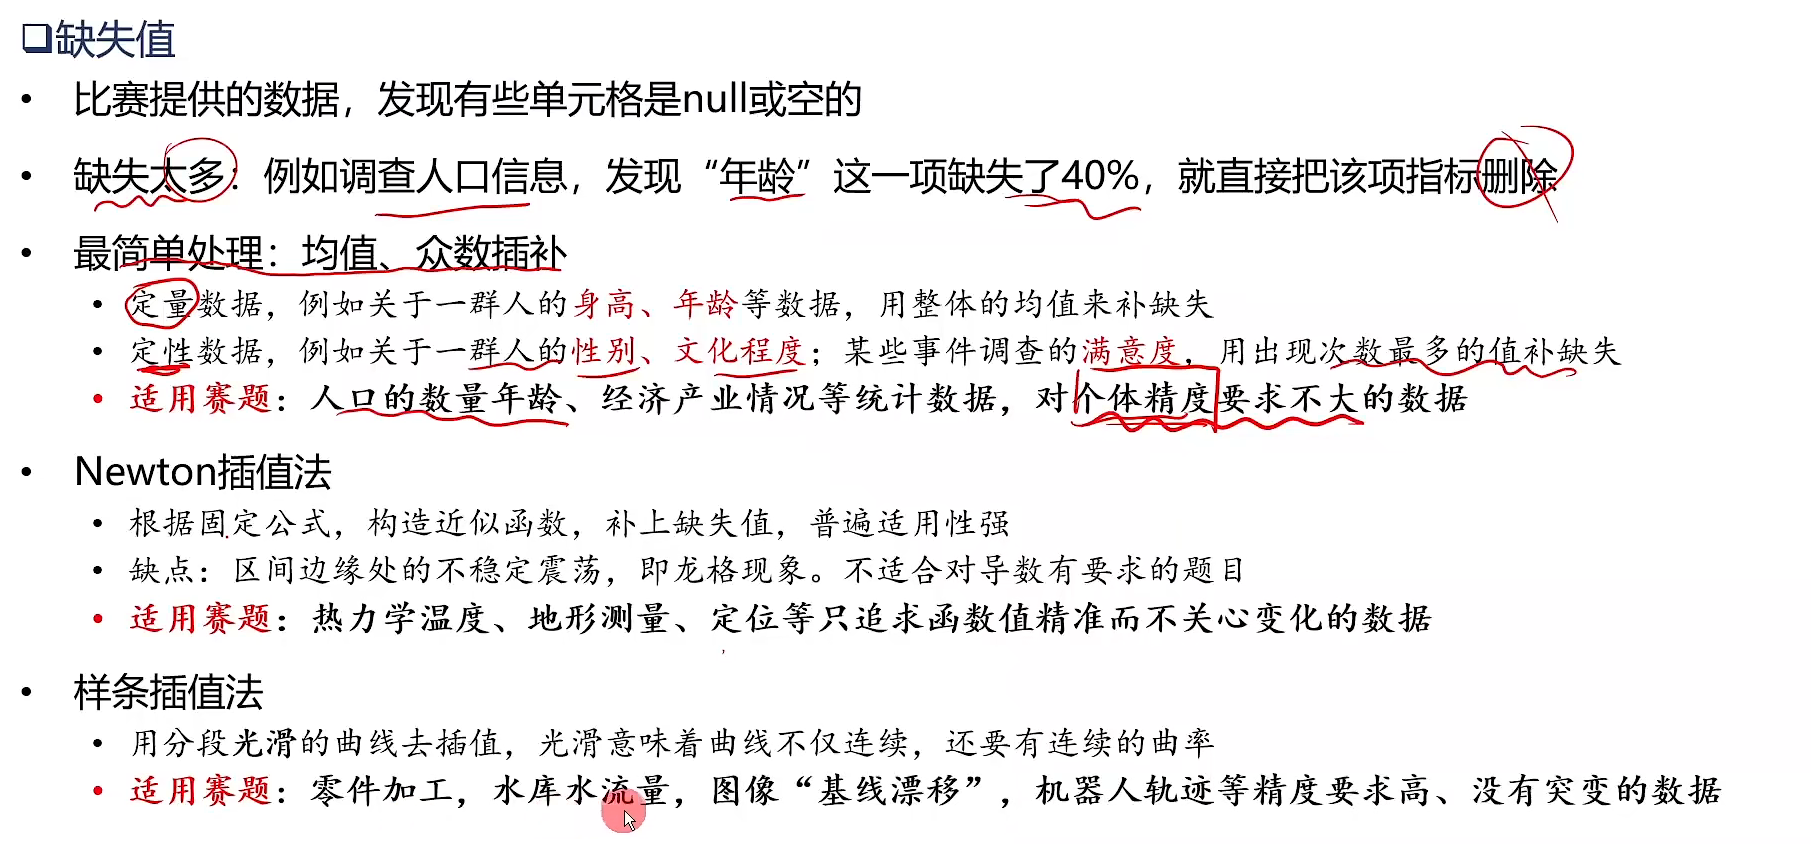 缺失值
比赛提供的数据，发现有些单元格是null或空的
缺失太多：例如调查人口信息，发现“年龄”这一项缺失了40%，就直接把该项指标删除
最简单处理：均值、众数插补
定量数据，例如关于一群人的身高、年龄等数据，用整体的均值来补缺失
定性数据，例如关于一群人的性别、文化程度；某些事件调查的满意度，用出现次数最多的值补缺失
适用赛题：人口的数量年龄、经济产业情况等统计数据，对个体精度要求不大的数据
Newton插值法
根据固定公式，构造近似函数，补上缺失值，普遍适用性强
缺点：区间边缘处的不稳定震荡，即龙格现象。不适合对导数有要求的题目
适用赛题：热力学温度、地形测量、定位等只追求函数值精准而不关心变化的数据
样条插值法
用分段光滑的曲线去插值，光滑意味着曲线不仅连续，还要有连续的曲率
适用赛题：零件加工，水库水流量，图像“基线漂移”，机器人轨迹等精度要求高、没有突变的数据